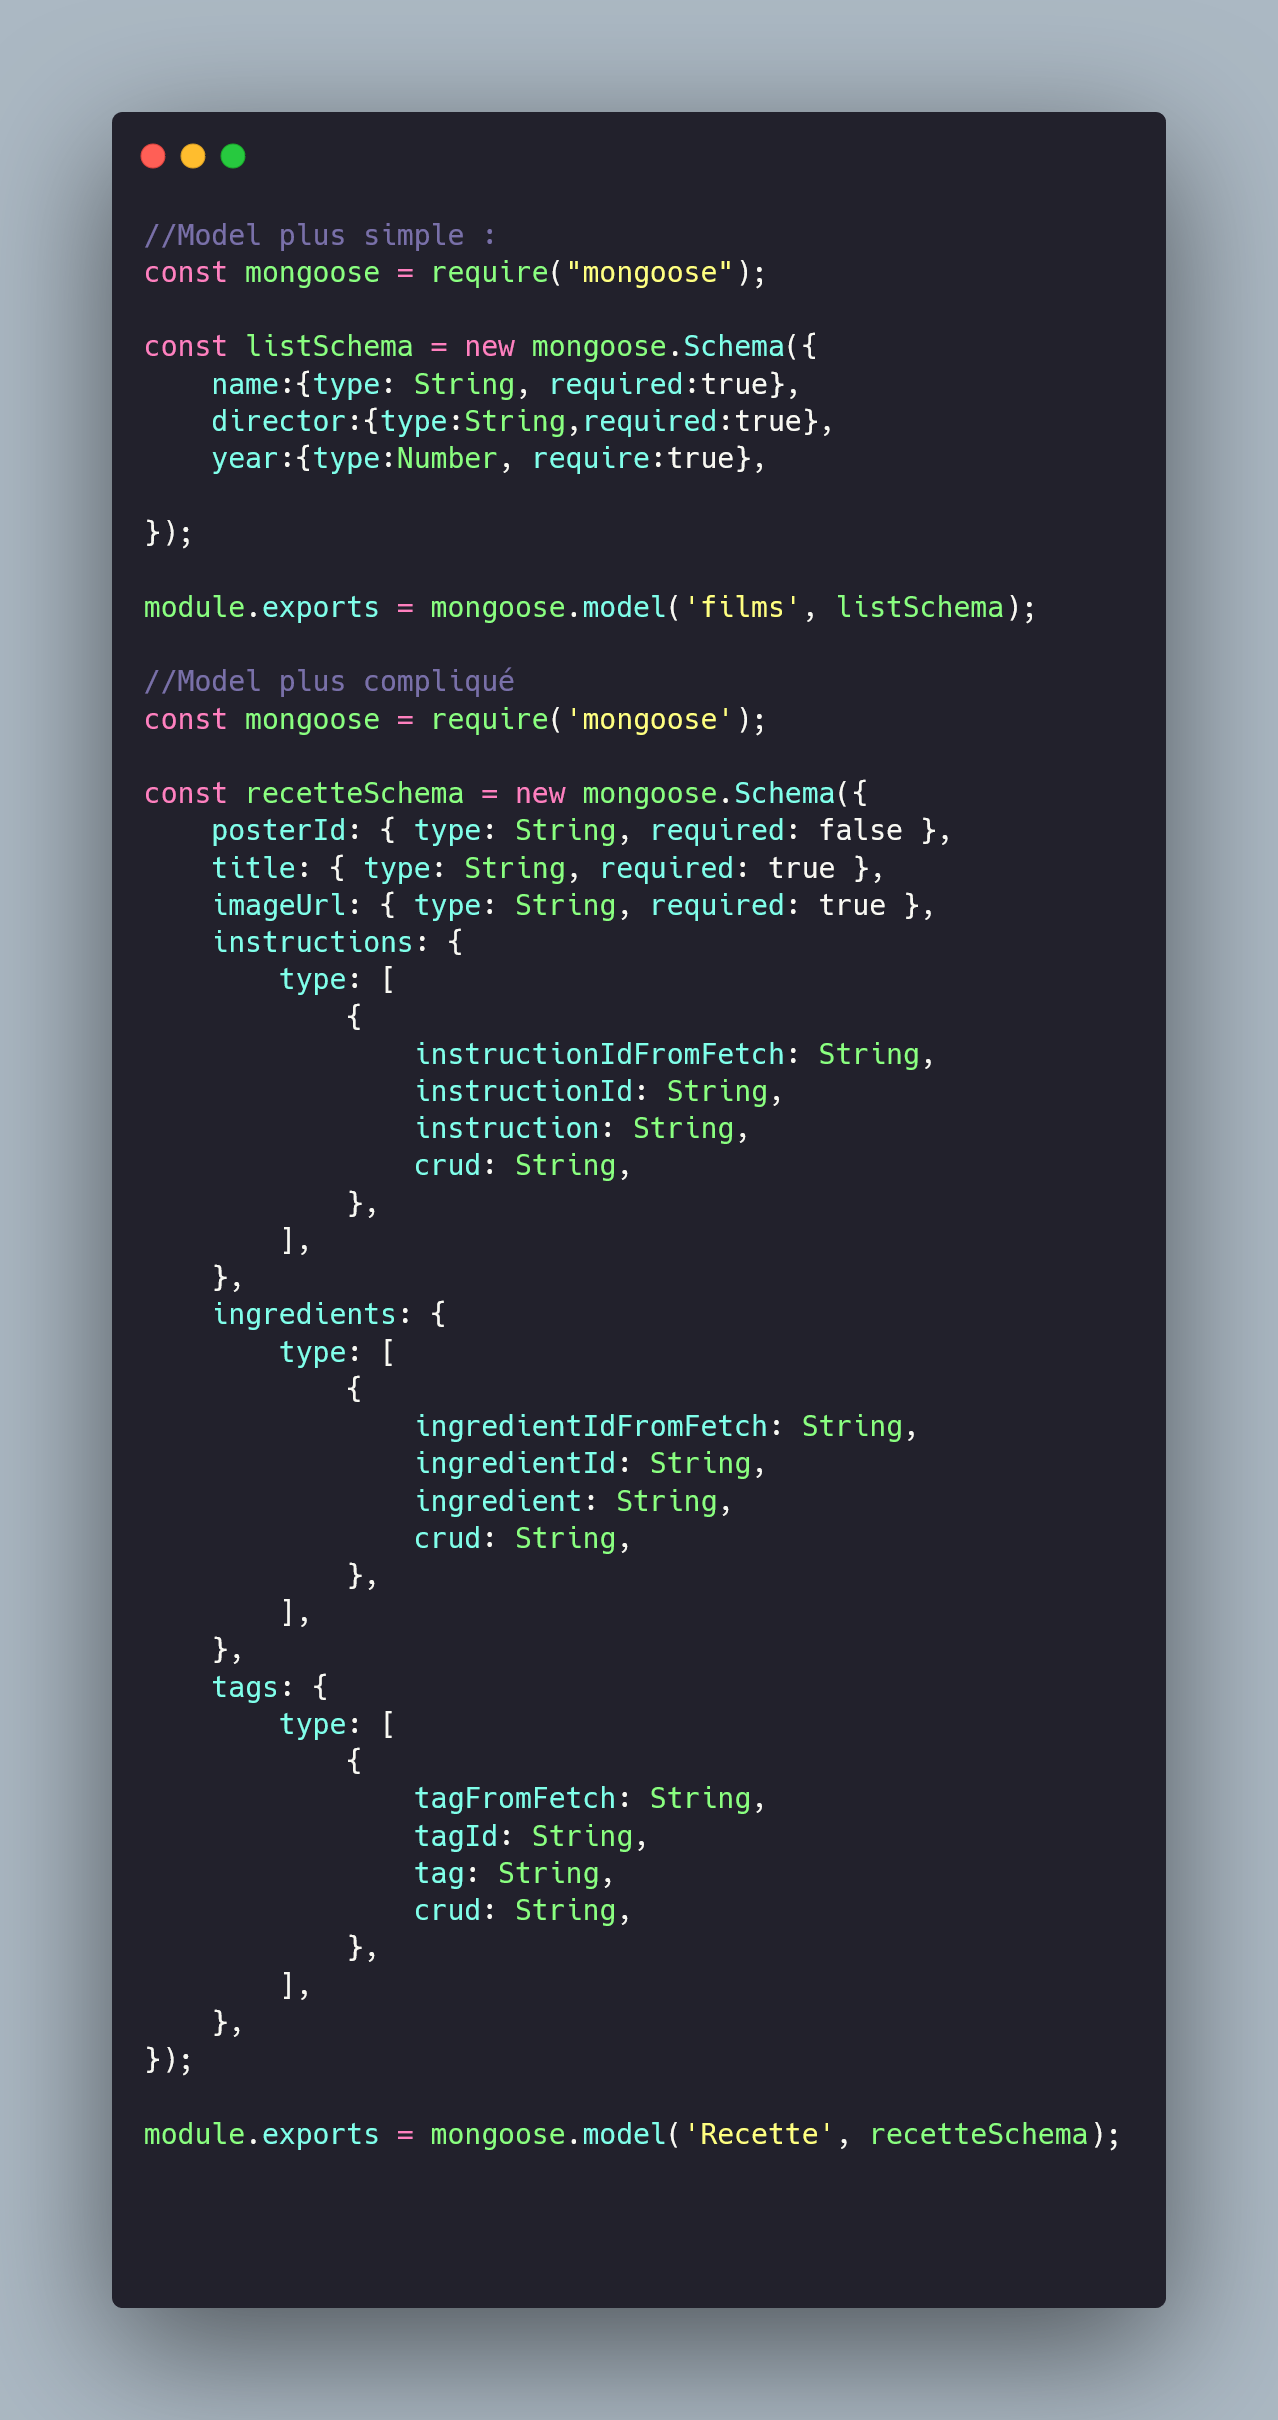 //Model plus simple :
const mongoose = require("mongoose");
const listSchema = new mongoose.Schema({
    name:{type: String, required:true},
    director:{type:String,required:true},
    year:{type:Number, require:true},
});
module.exports = mongoose.model('films', listSchema);
//Model plus compliqué
const mongoose = require('mongoose');
const recetteSchema = new mongoose.Schema({
    posterId: { type: String, required: false },
    title: { type: String, required: true },
    imageUrl: { type: String, required: true },
    instructions: {
        type: [
            {
                instructionIdFromFetch: String,
                instructionId: String,
                instruction: String,
                crud: String,
            },
        ],
    },
    ingredients: {
        type: [
            {
                ingredientIdFromFetch: String,
                ingredientId: String,
                ingredient: String,
                crud: String,
            },
        ],
    },
    tags: {
        type: [
            {
                tagFromFetch: String,
                tagId: String,
                tag: String,
                crud: String,
            },
        ],
    },
});
module.exports = mongoose.model('Recette', recetteSchema);